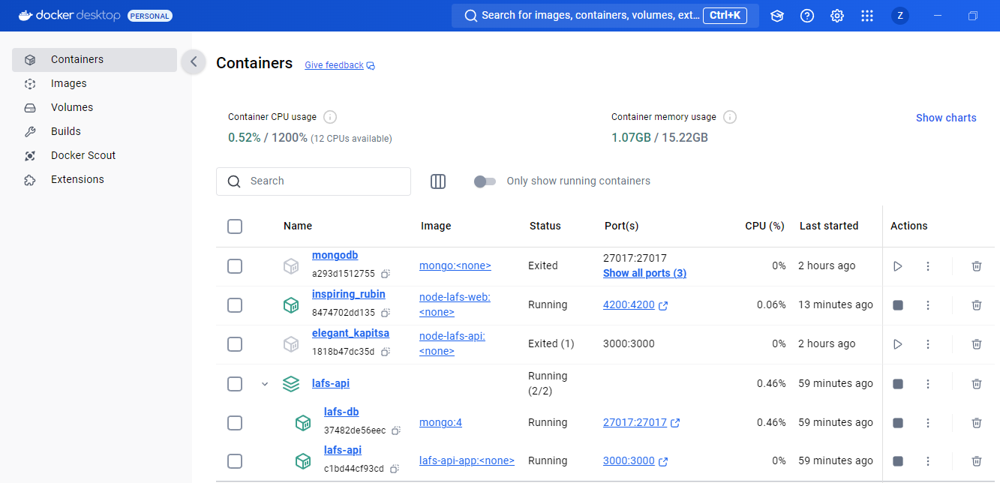 docker desktop PERSONAL
Search for images, containers, volumes, ext... Ctrl+K
Z
Containers
Images
Volumes
Builds
Docker Scout
Extensions
Containers Give feedback
Container CPU usage
0.52% / 1200% (12 CPUs available)
Container memory usage
1.07GB / 15.22GB
Show charts
Search
Only show running containers
Name Image Status Port(s) CPU (%) Last started Actions
mongodb
a293d1512755
mongo:<none>
Exited
27017:27017
Show all ports (3)
0%
2 hours ago
inspiring_rubin
8474702dd135
node-lafs-web:
<none>
Running
4200:4200
0.06%
13 minutes ago
elegant_kapitsa
1818b47dc35d
node-lafs-api:
<none>
Exited (1)
3000:3000
0%
2 hours ago
lafs-api
Running
(2/2)
0.46%
59 minutes ago
lafs-db
37482de56eec
mongo:4
Running
27017:27017
0.46%
59 minutes ago
lafs-api
c1bd44cf93cd
lafs-api-app:<none>
Running
3000:3000
0%
59 minutes ago